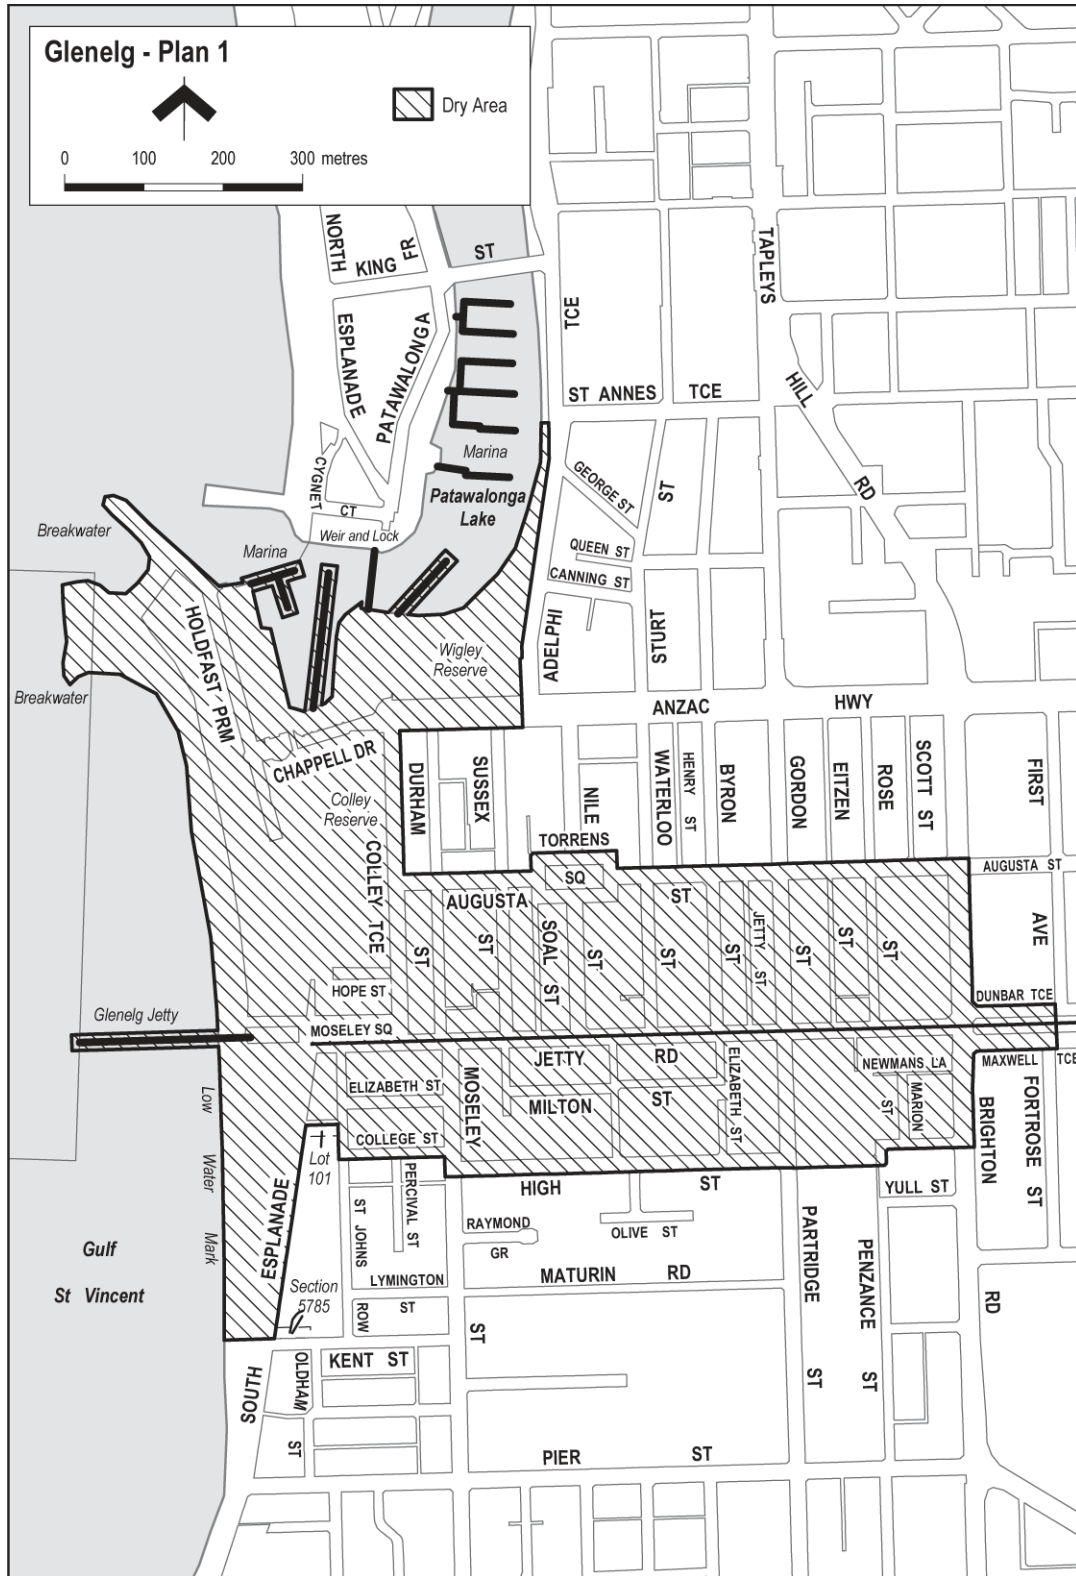 Glenelg - Plan 1
Dry Area
0 100 200 300 metres
NORTH
KING
FR
ST
TAPLEYS
ESPLANADE
PATAWALONGA
TCE
ST ANNES TCE
HILL
RD
Marina
Patawalonga
Lake
CYGNET
CT
GEORGE ST
ST
Breakwater
Marina
Weir and Lock
QUEEN ST
CANNING ST
HOLDFAST PRM
Wigley
Reserve
ADELPHI
STURT
Breakwater
ANZAC HWY
CHAPPELL DR
Colley
Reserve
DURHAM
SUSSEX
NILE
WATERLOO
HENRY ST
BYRON
GORDON
EITZEN
ROSE
SCOTT ST
FIRST
TORRENS
SQ
AUGUSTA ST
COLLEY TCE
AUGUSTA
ST
AVE
ST
ST
SOAL ST
ST
ST
ST
JETTY ST
ST
ST
ST
HOPE ST
DUNBAR TCE
Glenelg Jetty
MOSELEY SQ
JETTY RD
ELIZABETH ST
NEWMANS LA
MAXWELL TCE
ELIZABETH ST
MOSELEY
MILTON ST
ST
MARION
BRIGHTON
FORTROSE ST
Low
Water
Mark
COLLEGE ST
Lot
101
PERCIVAL ST
HIGH ST
YULL ST
ESPLANADE
ST JOHNS
RAYMOND
GR
OLIVE ST
PARTRIDGE
PENZANCE
Gulf
St Vincent
Section
5785
LYMINGTON
ST
ROW
MATURIN RD
RD
SOUTH
OLDHAM
ST
KENT ST
ST
ST
ST
PIER ST